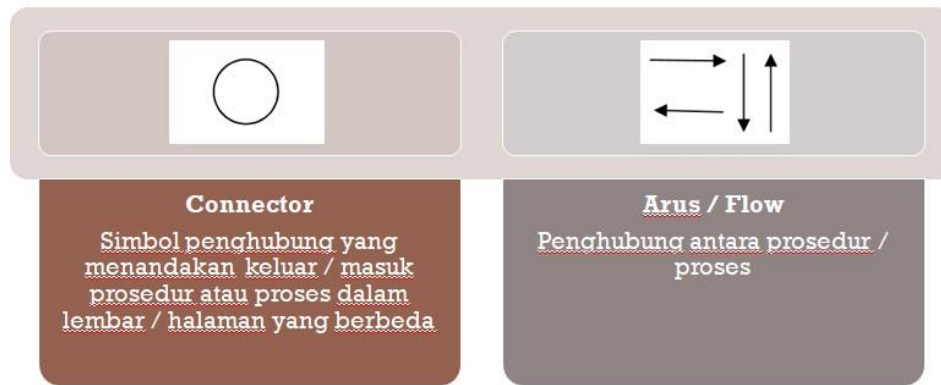 Connector
Simbol penghubung yang
menandakan keluar / masuk
prosedur atau proses dalam
lembar / halaman yang berbeda
Arus / Flow
Penghubung antara prosedur /
proses